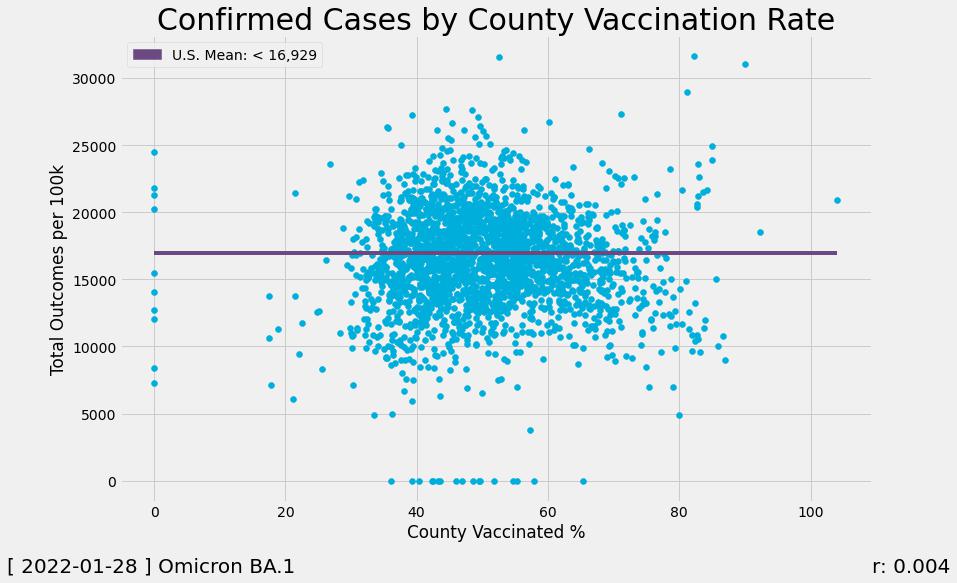 Confirmed Cases by County Vaccination Rate
U.S. Mean: < 16,929
Total Outcomes per 100k
30000
25000
20000
15000
10000
5000
0
0 20 40 60 80 100
County Vaccinated %
[ 2022-01-28 ] Omicron BA.1
r: 0.004